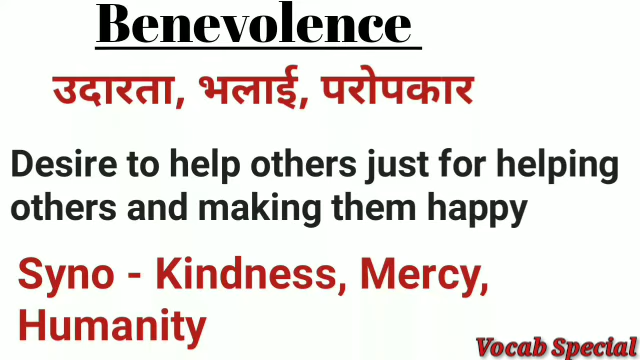 Benevolence
उदारता, भलाई, परोपकार
Desire to help others just for helping
others and making them happy
Syno - Kindness, Mercy,
Humanity
Vocab Special